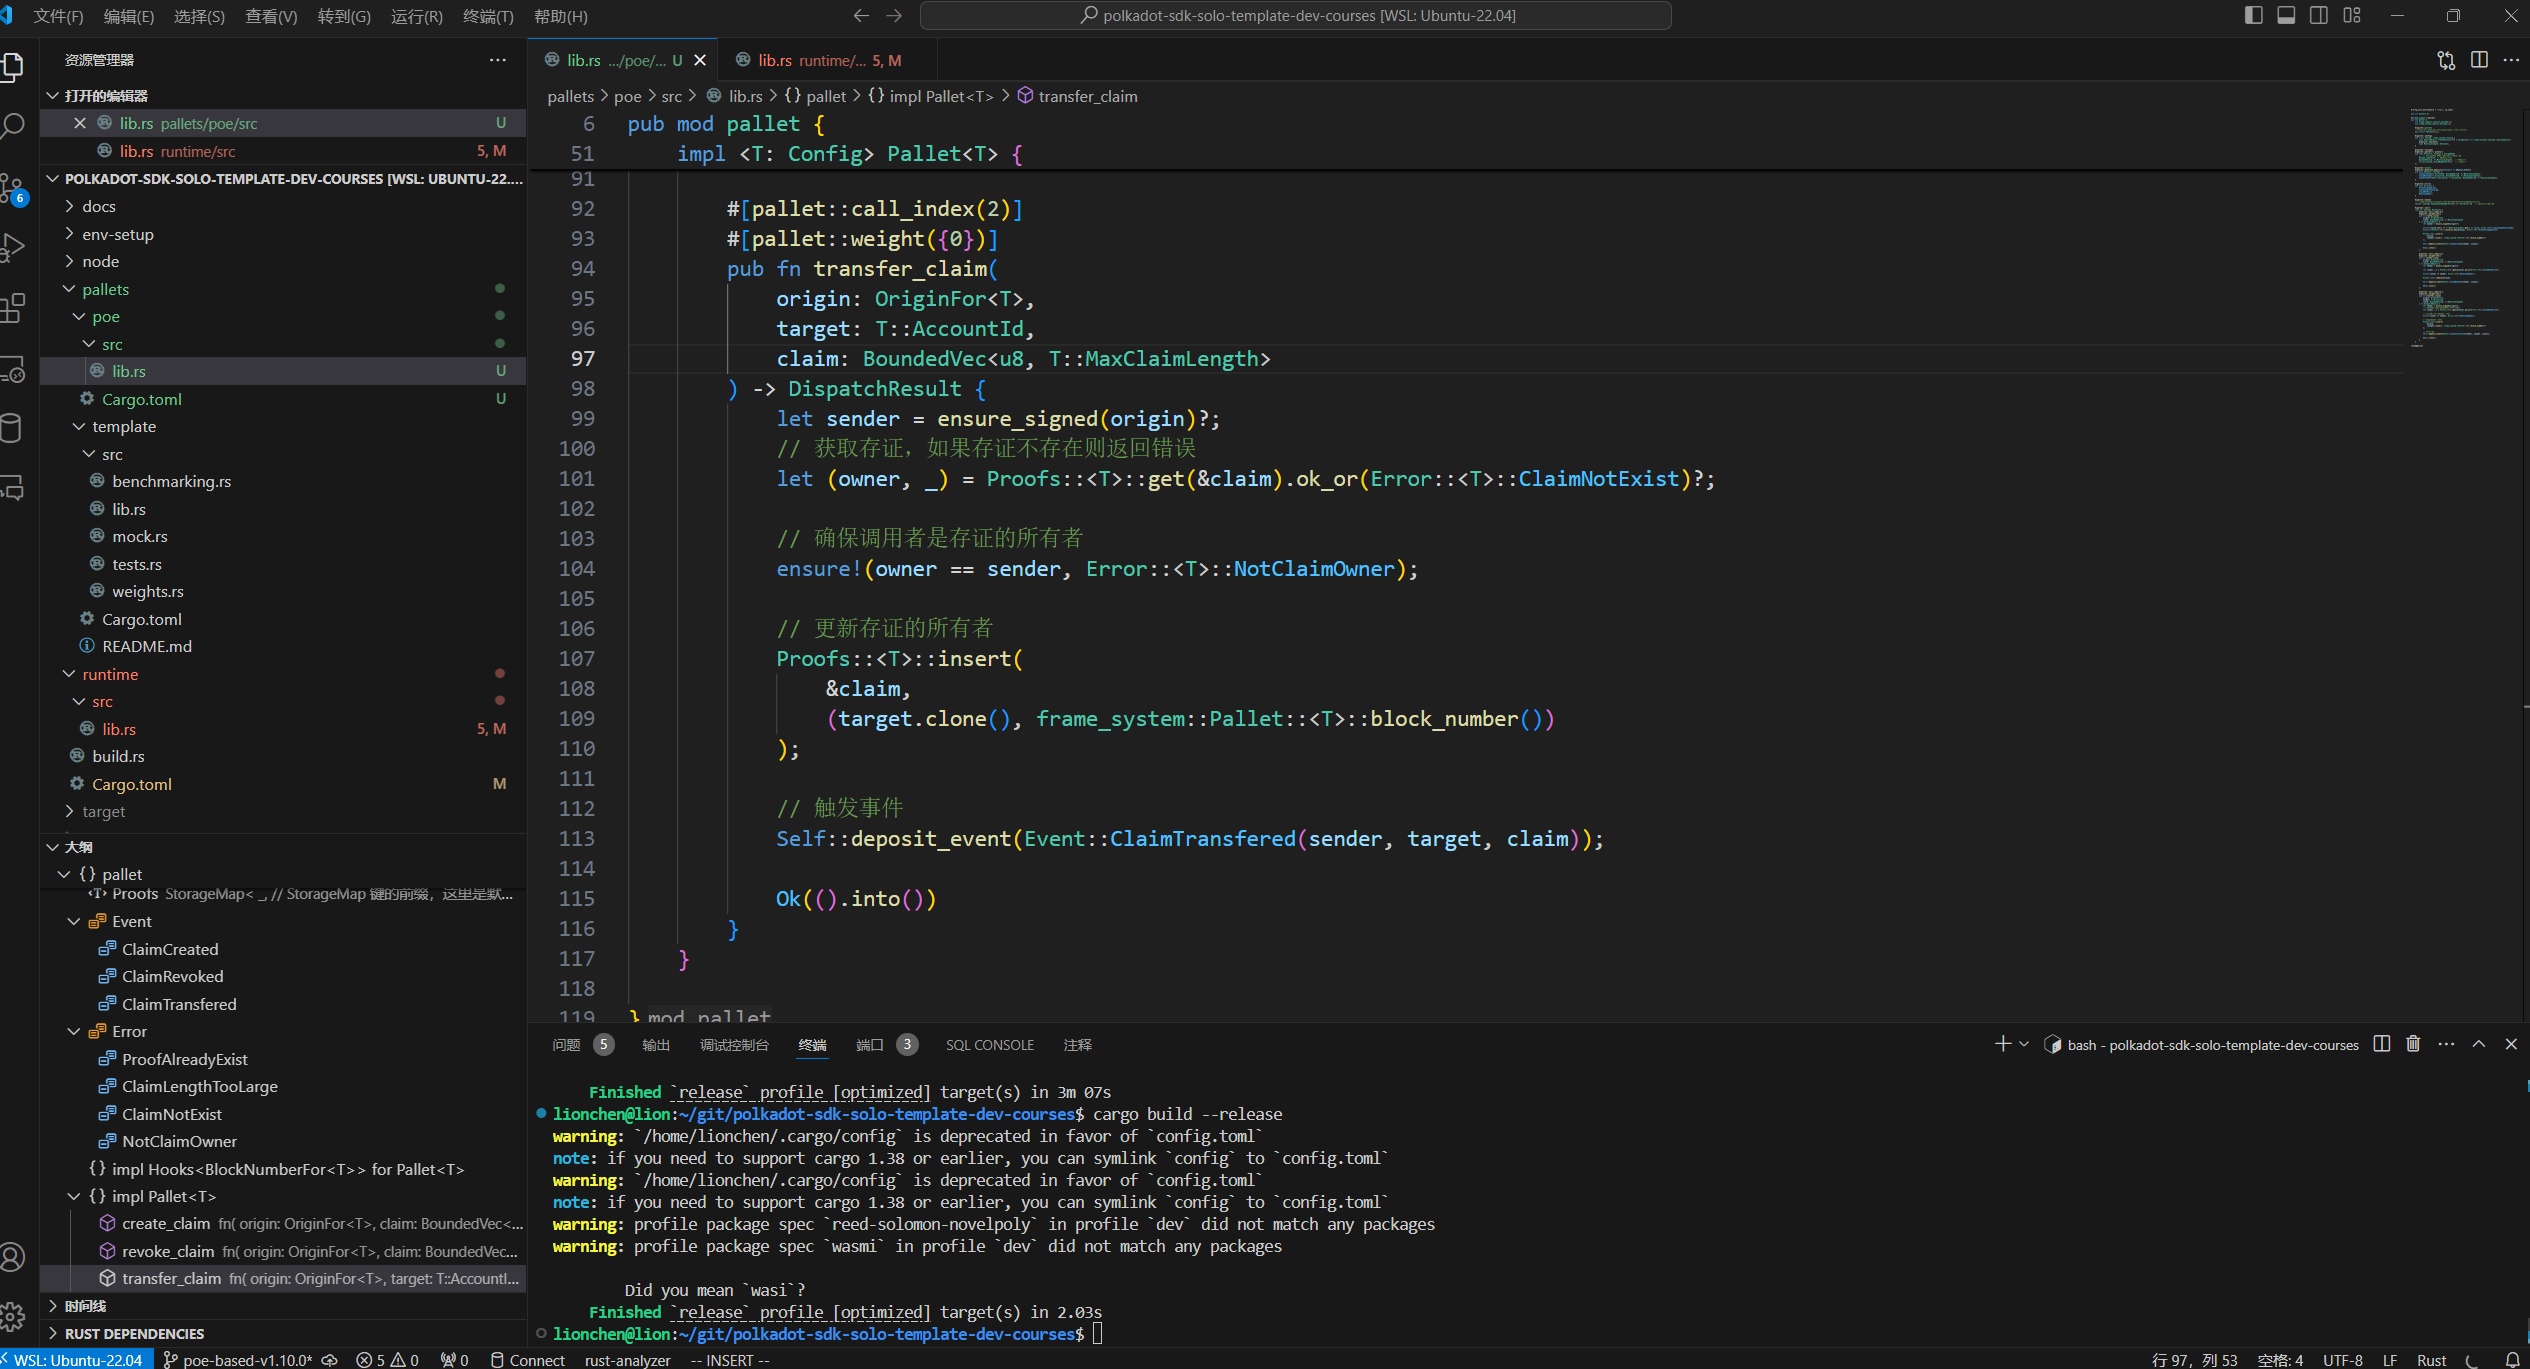 文件(F) 编辑(E) 选择(S) 查看(V) 转到(G) 运行(R) 终端(T) 帮助(H)
polkadot-sdk-solo-template-dev-courses [WSL: Ubuntu-22.04]
资源管理器
打开的编辑器
lib.rs pallets/poe/src U
lib.rs runtime/src 5, M
POLKADOT-SDK-SOLO-TEMPLATE-DEV-COURSES [WSL: UBUNTU-22....
6
docs
env-setup
node
pallets
poe
src
lib.rs U
Cargo.toml U
template
src
benchmarking.rs
lib.rs
mock.rs
tests.rs
weights.rs
Cargo.toml
README.md
runtime
src
lib.rs 5, M
build.rs
Cargo.toml M
target
大纲
{} pallet
Proofs StorageMap< _, // StorageMap 键的前缀，这里是默...
Event
ClaimCreated
ClaimRevoked
ClaimTransfered
Error
ProofAlreadyExist
ClaimLengthTooLarge
ClaimNotExist
NotClaimOwner
{} impl Hooks<BlockNumberFor<T>> for Pallet<T>
{} impl Pallet<T>
create_claim fn( origin: OriginFor<T>, claim: BoundedVec<...
revoke_claim fn( origin: OriginFor<T>, claim: BoundedVec...
transfer_claim fn( origin: OriginFor<T>, target: T::AccountI...
时间线
RUST DEPENDENCIES
lib.rs .../poe/... U
lib.rs runtime/... 5, M
pallets > poe > src > lib.rs > {} pallet > {} impl Pallet<T> > transfer_claim
6 pub mod pallet {
51 impl <T: Config> Pallet<T> {
91
92 #[pallet::call_index(2)]
93 #[pallet::weight({0})]
94 pub fn transfer_claim(
95 origin: OriginFor<T>,
96 target: T::AccountId,
97 claim: BoundedVec<u8, T::MaxClaimLength>
98 ) -> DispatchResult {
99 let sender = ensure_signed(origin)?;
100 // 获取存证，如果存证不存在则返回错误
101 let (owner, _) = Proofs::<T>::get(&claim).ok_or(Error::<T>::ClaimNotExist)?;
102
103 // 确保调用者是存证的所有者
104 ensure!(owner == sender, Error::<T>::NotClaimOwner);
105
106 // 更新存证的所有者
107 Proofs::<T>::insert(
108 &claim,
109 (target.clone(), frame_system::Pallet::<T>::block_number())
110 );
111
112 // 触发事件
113 Self::deposit_event(Event::ClaimTransfered(sender, target, claim));
114
115 Ok(().into())
116 }
117 }
118
119 } mod pallet
问题 5 输出 调试控制台 终端 端口 3 SQL CONSOLE 注释
bash - polkadot-sdk-solo-template-dev-courses
Finished `release` profile [optimized] target(s) in 3m 07s
lionchen@lion:~/git/polkadot-sdk-solo-template-dev-courses$ cargo build --release
warning: `/home/lionchen/.cargo/config` is deprecated in favor of `config.toml`
note: if you need to support cargo 1.38 or earlier, you can symlink `config` to `config.toml`
warning: `/home/lionchen/.cargo/config` is deprecated in favor of `config.toml`
note: if you need to support cargo 1.38 or earlier, you can symlink `config` to `config.toml`
warning: profile package spec `reed-solomon-novelpoly` in profile `dev` did not match any packages
warning: profile package spec `wasmi` in profile `dev` did not match any packages
Did you mean `wasi`?
Finished `release` profile [optimized] target(s) in 2.03s
lionchen@lion:~/git/polkadot-sdk-solo-template-dev-courses$
WSL: Ubuntu-22.04 poe-based-v1.10.0* 5 0 0 Connect rust-analyzer -- INSERT -- 行 97，列 53 空格: 4 UTF-8 LF Rust